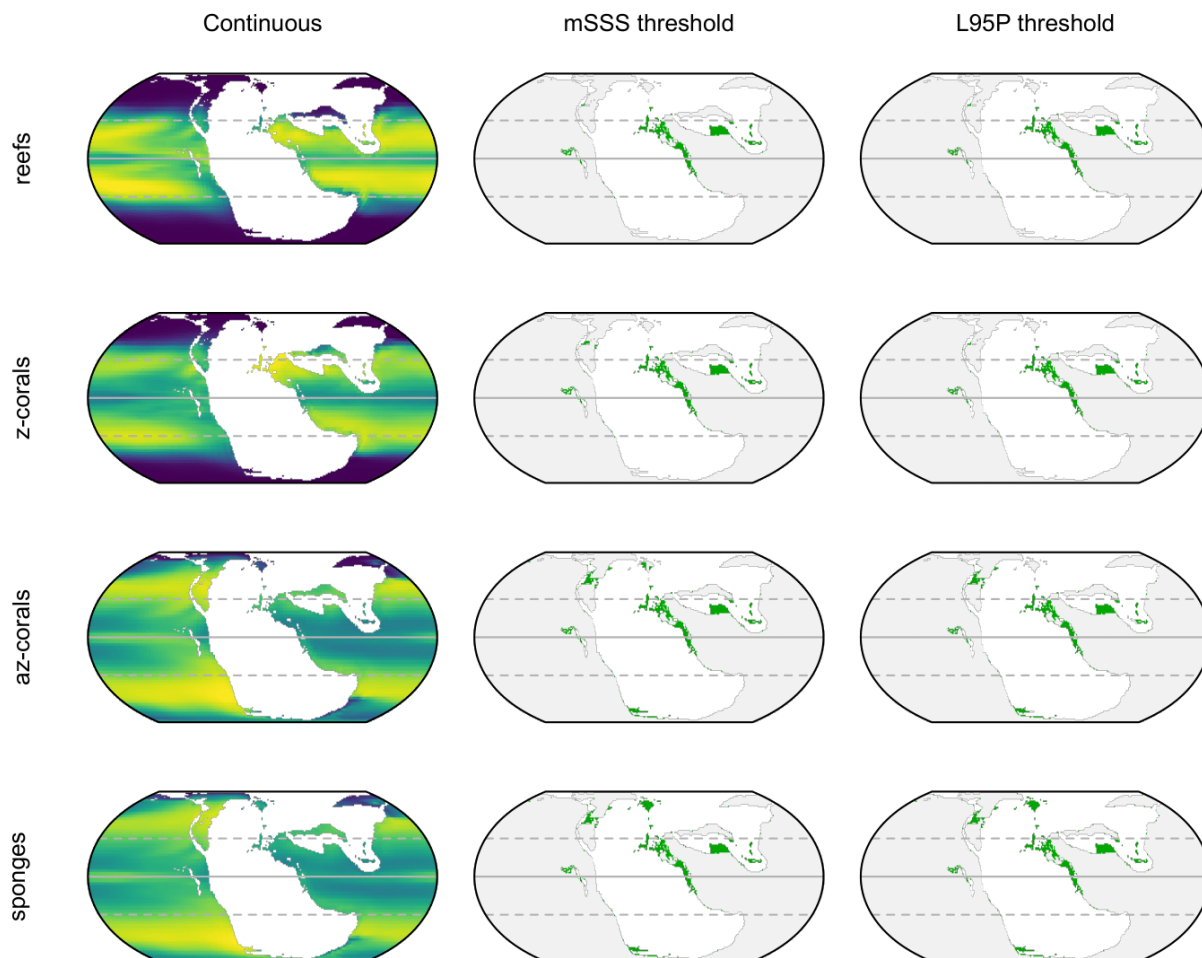 Continuous
mSSS threshold
L95P threshold
reefs
z-corals
az-corals
sponges